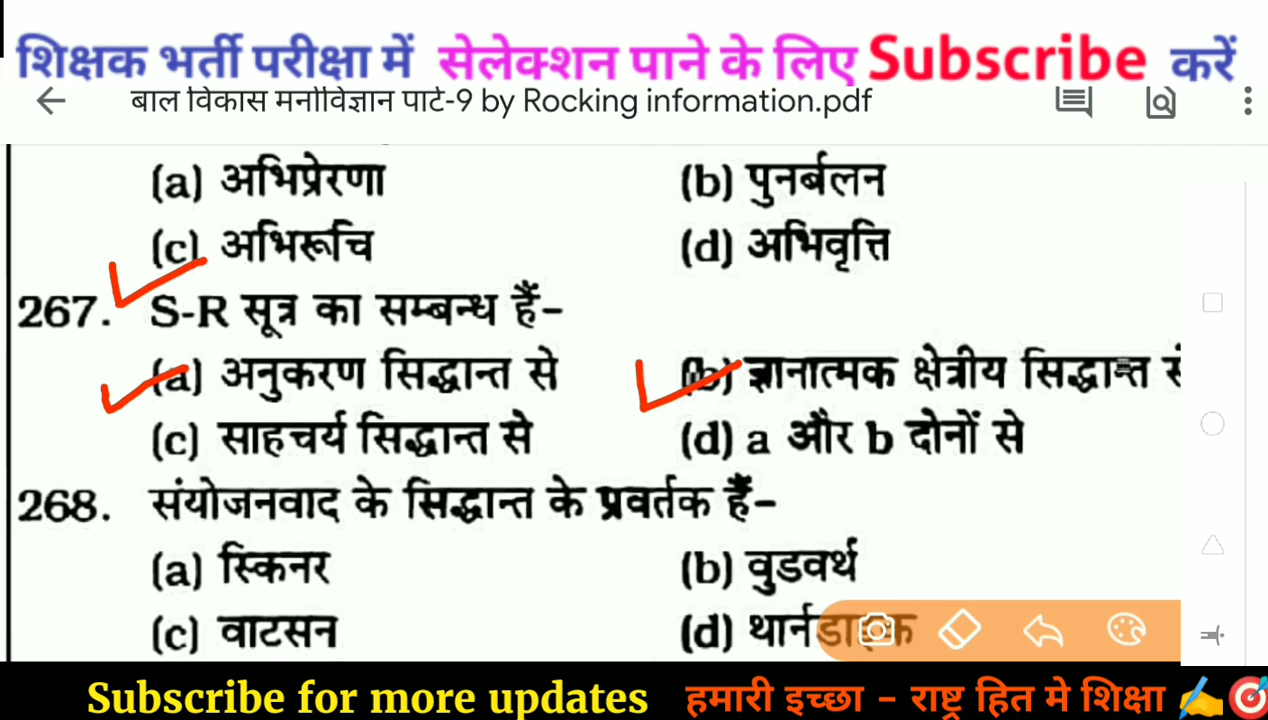 शिक्षक भर्ती परीक्षा में सेलेक्शन पाने के लिए Subscribe करें
बाल विकास मनोविज्ञान पार्ट-9 by Rocking information.pdf
(a) अभिप्रेरणा (b) पुनर्बलन
(c) अभिरूचि (d) अभिवृत्ति
267. S-R सूत्र का सम्बन्ध हैं-
(a) अनुकरण सिद्धान्त से (b) ज्ञानात्मक क्षेत्रीय सिद्धान्त से
(c) साहचर्य सिद्धान्त से (d) a और b दोनों से
268. संयोजनवाद के सिद्धान्त के प्रवर्तक हैं-
(a) स्किनर (b) वुडवर्थ
(c) वाटसन (d) थार्नडाइक
Subscribe for more updates हमारी इच्छा - राष्ट्र हित मे शिक्षा